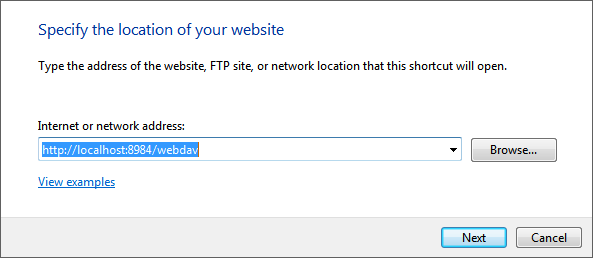 Specify the location of your website
Type the address of the website, FTP site, or network location that this shortcut will open.
Internet or network address:
http://localhost:8984/webdav
Browse...
View examples
Next
Cancel